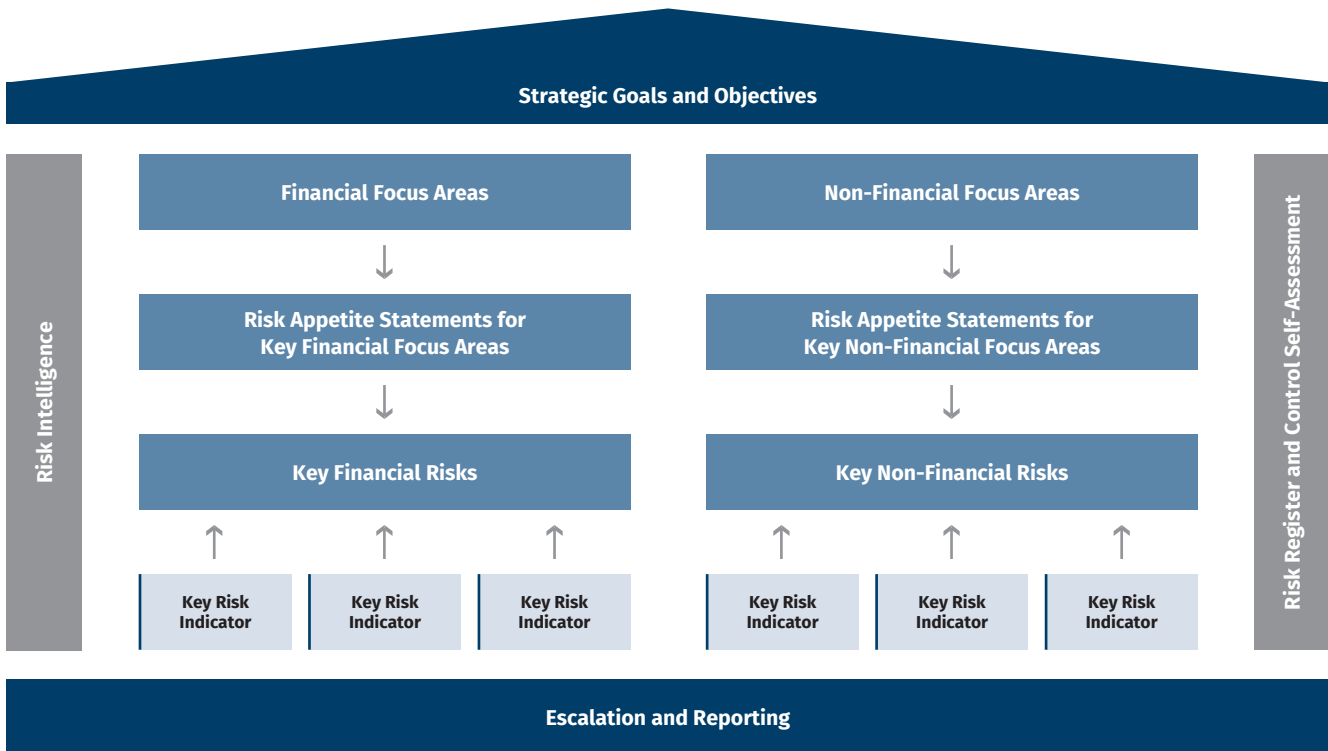 Strategic Goals and Objectives
Risk Intelligence
Financial Focus Areas
Non-Financial Focus Areas
Risk Appetite Statements for
Key Financial Focus Areas
Risk Appetite Statements for
Key Non-Financial Focus Areas
Key Financial Risks
Key Non-Financial Risks
Key Risk
Indicator
Key Risk
Indicator
Key Risk
Indicator
Key Risk
Indicator
Key Risk
Indicator
Key Risk
Indicator
Risk Register and Control Self-Assessment
Escalation and Reporting